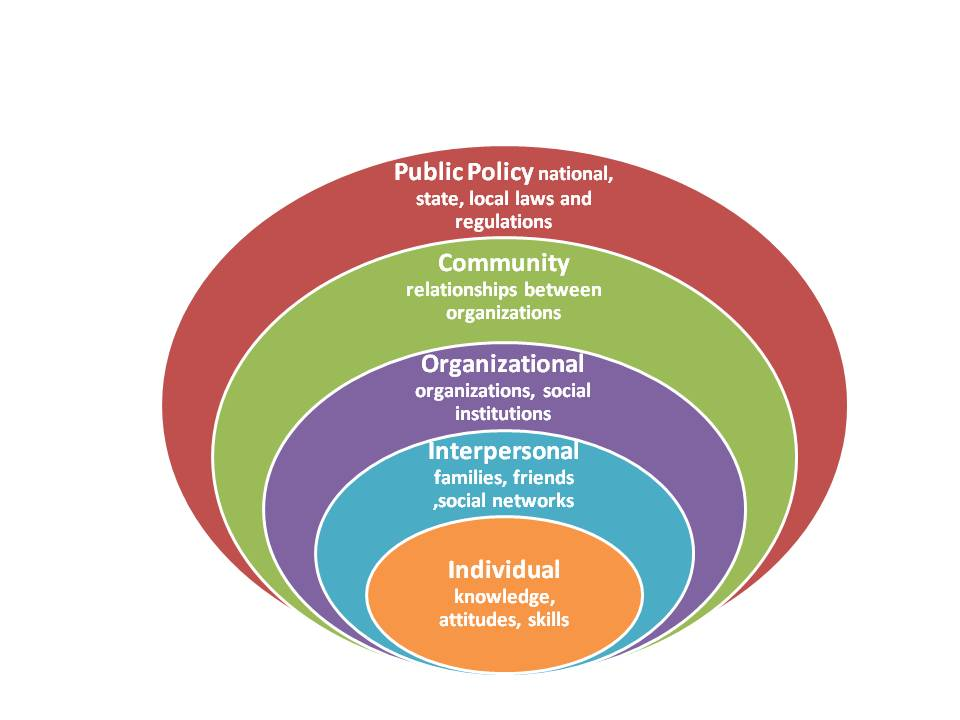 Public Policy national,
state, local laws and
regulations
Community
relationships between
organizations
Organizational
organizations, social
institutions
Interpersonal
families, friends
,social networks
Individual
knowledge,
attitudes, skills